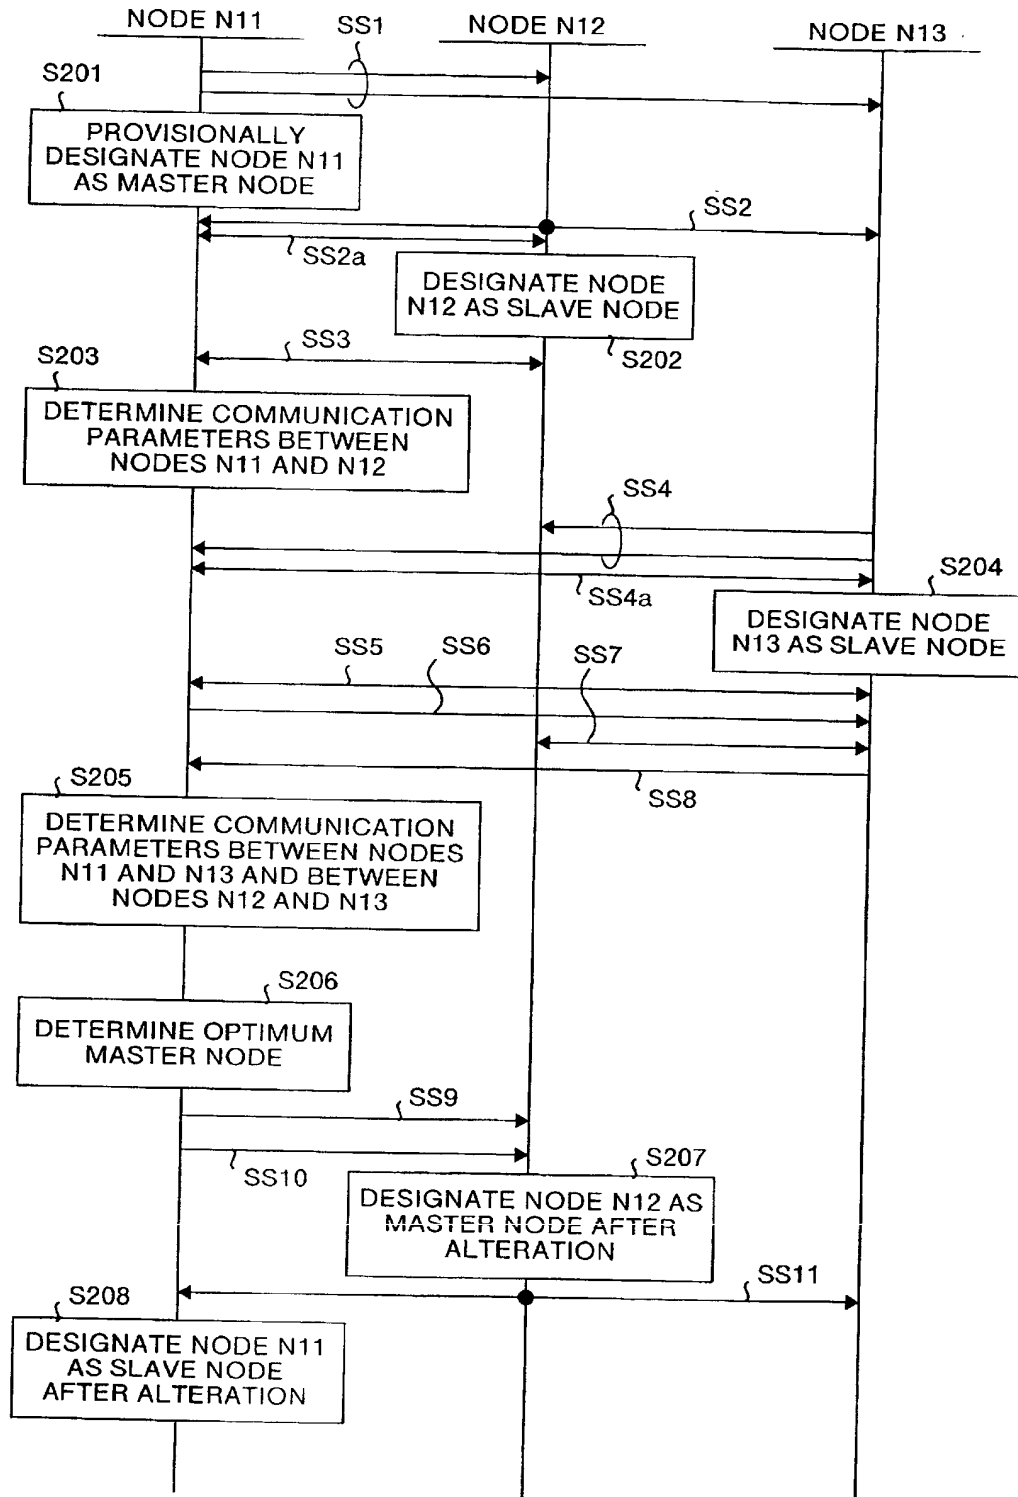 NODE N11
SS1
NODE N12
NODE N13
S201
PROVISIONALLY
DESIGNATE NODE N11
AS MASTER NODE
SS2
SS2a
DESIGNATE NODE
N12 AS SLAVE NODE
SS3
S202
S203
DETERMINE COMMUNICATION
PARAMETERS BETWEEN
NODES N11 AND N12
SS4
S204
SS4a
DESIGNATE NODE
N13 AS SLAVE NODE
SS5
SS6
SS7
S205
SS8
DETERMINE COMMUNICATION
PARAMETERS BETWEEN NODES
N11 AND N13 AND BETWEEN
NODES N12 AND N13
S206
DETERMINE OPTIMUM
MASTER NODE
SS9
SS10
S207
DESIGNATE NODE N12 AS
MASTER NODE AFTER
ALTERATION
SS11
S208
DESIGNATE NODE N11
AS SLAVE NODE
AFTER ALTERATION